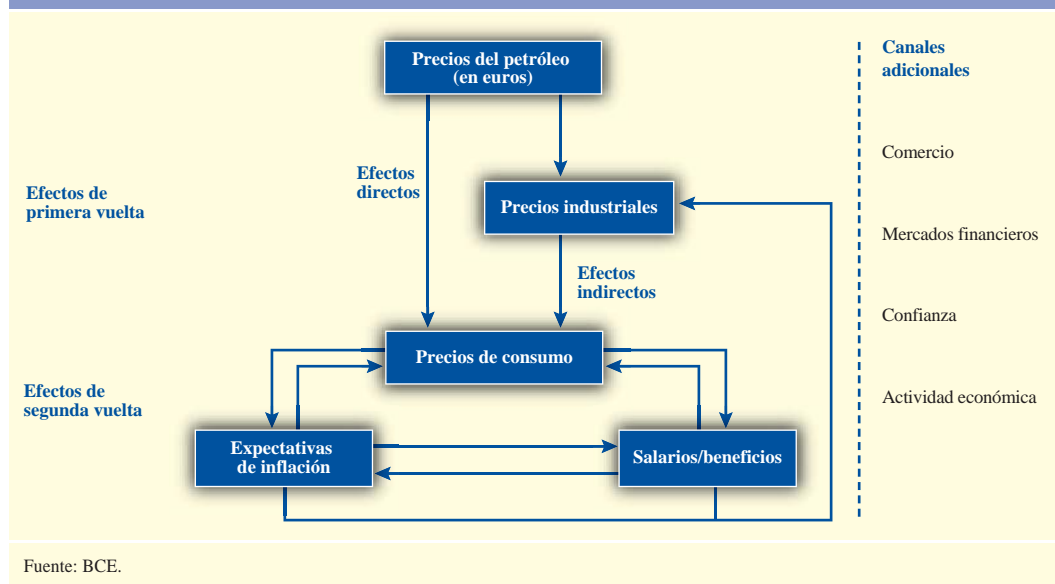 Precios del petróleo
(en euros)
Canales
adicionales
Efectos
directos
Comercio
Efectos de
primera vuelta
Precios industriales
Mercados financieros
Efectos
indirectos
Confianza
Precios de consumo
Efectos de
segunda vuelta
Actividad económica
Expectativas
de inflación
Salarios/beneficios
Fuente: BCE.